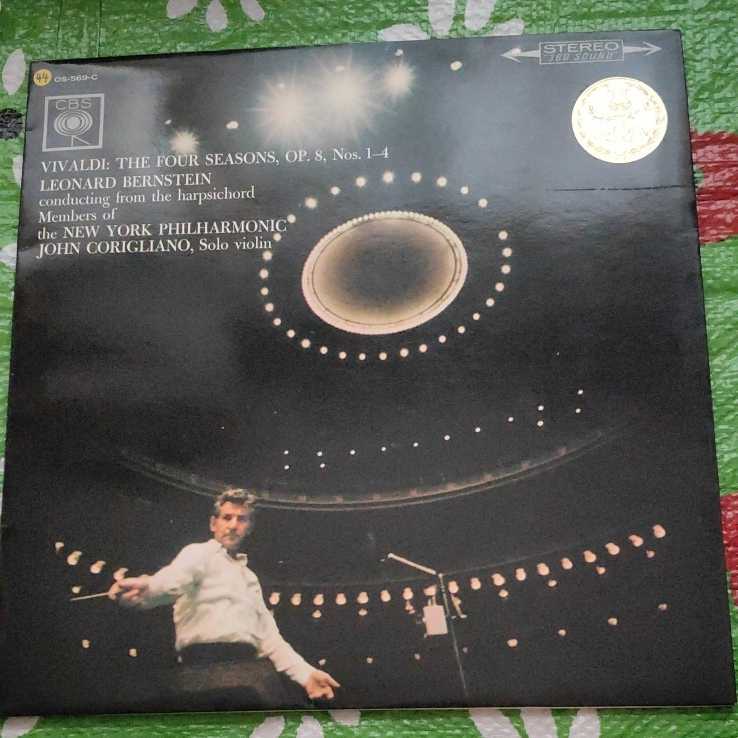 44 OS-569-C
STEREO
360 SOUND
CBS
VIVALDI: THE FOUR SEASONS, OP. 8, Nos. 1–4
LEONARD BERNSTEIN
conducting from the harpsichord
Members of
the NEW YORK PHILHARMONIC
JOHN CORIGLIANO, Solo violin